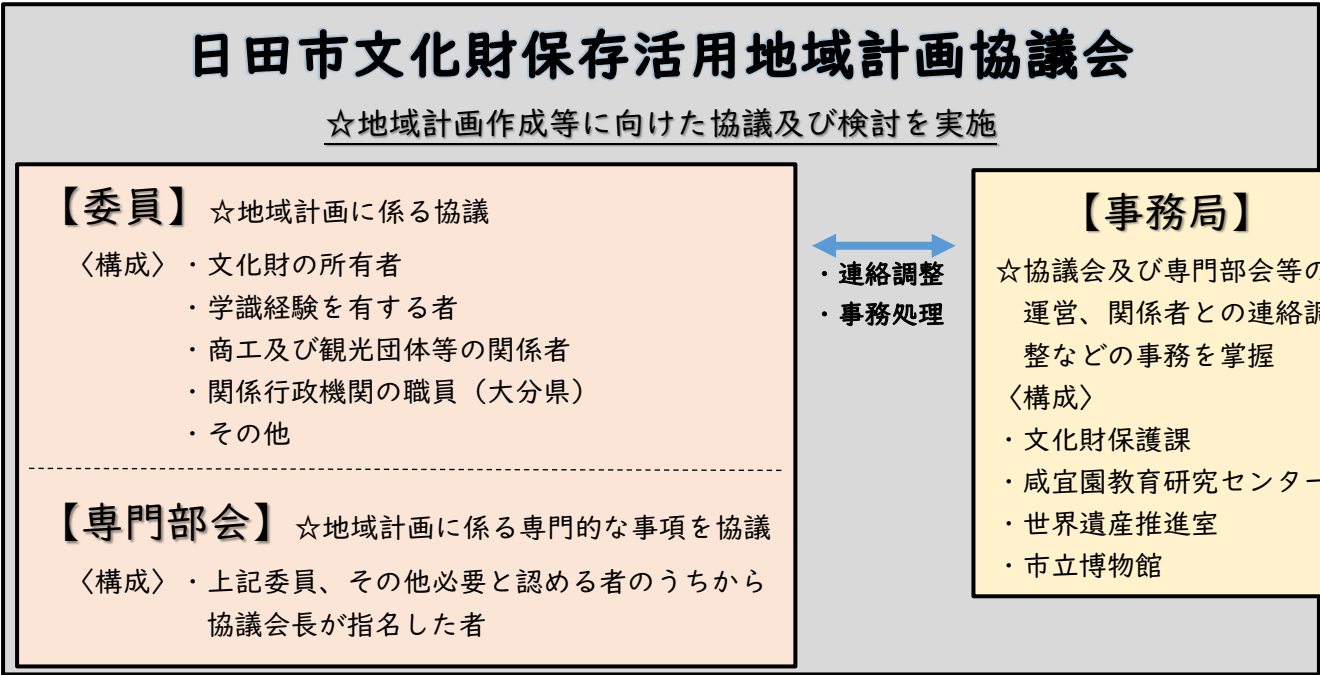 日田市文化財保存活用地域計画協議会
☆地域計画作成等に向けた協議及び検討を実施
【委員】☆地域計画に係る協議
〈構成〉・文化財の所有者
・学識経験を有する者
・商工及び観光団体等の関係者
・関係行政機関の職員（大分県）
・その他
【専門部会】☆地域計画に係る専門的な事項を協議
〈構成〉・上記委員、その他必要と認める者のうちから
協議会長が指名した者
・連絡調整
・事務処理
【事務局】
☆協議会及び専門部会等の
運営、関係者との連絡調
整などの事務を掌握
〈構成〉
・文化財保護課
・咸宜園教育研究センター
・世界遺産推進室
・市立博物館